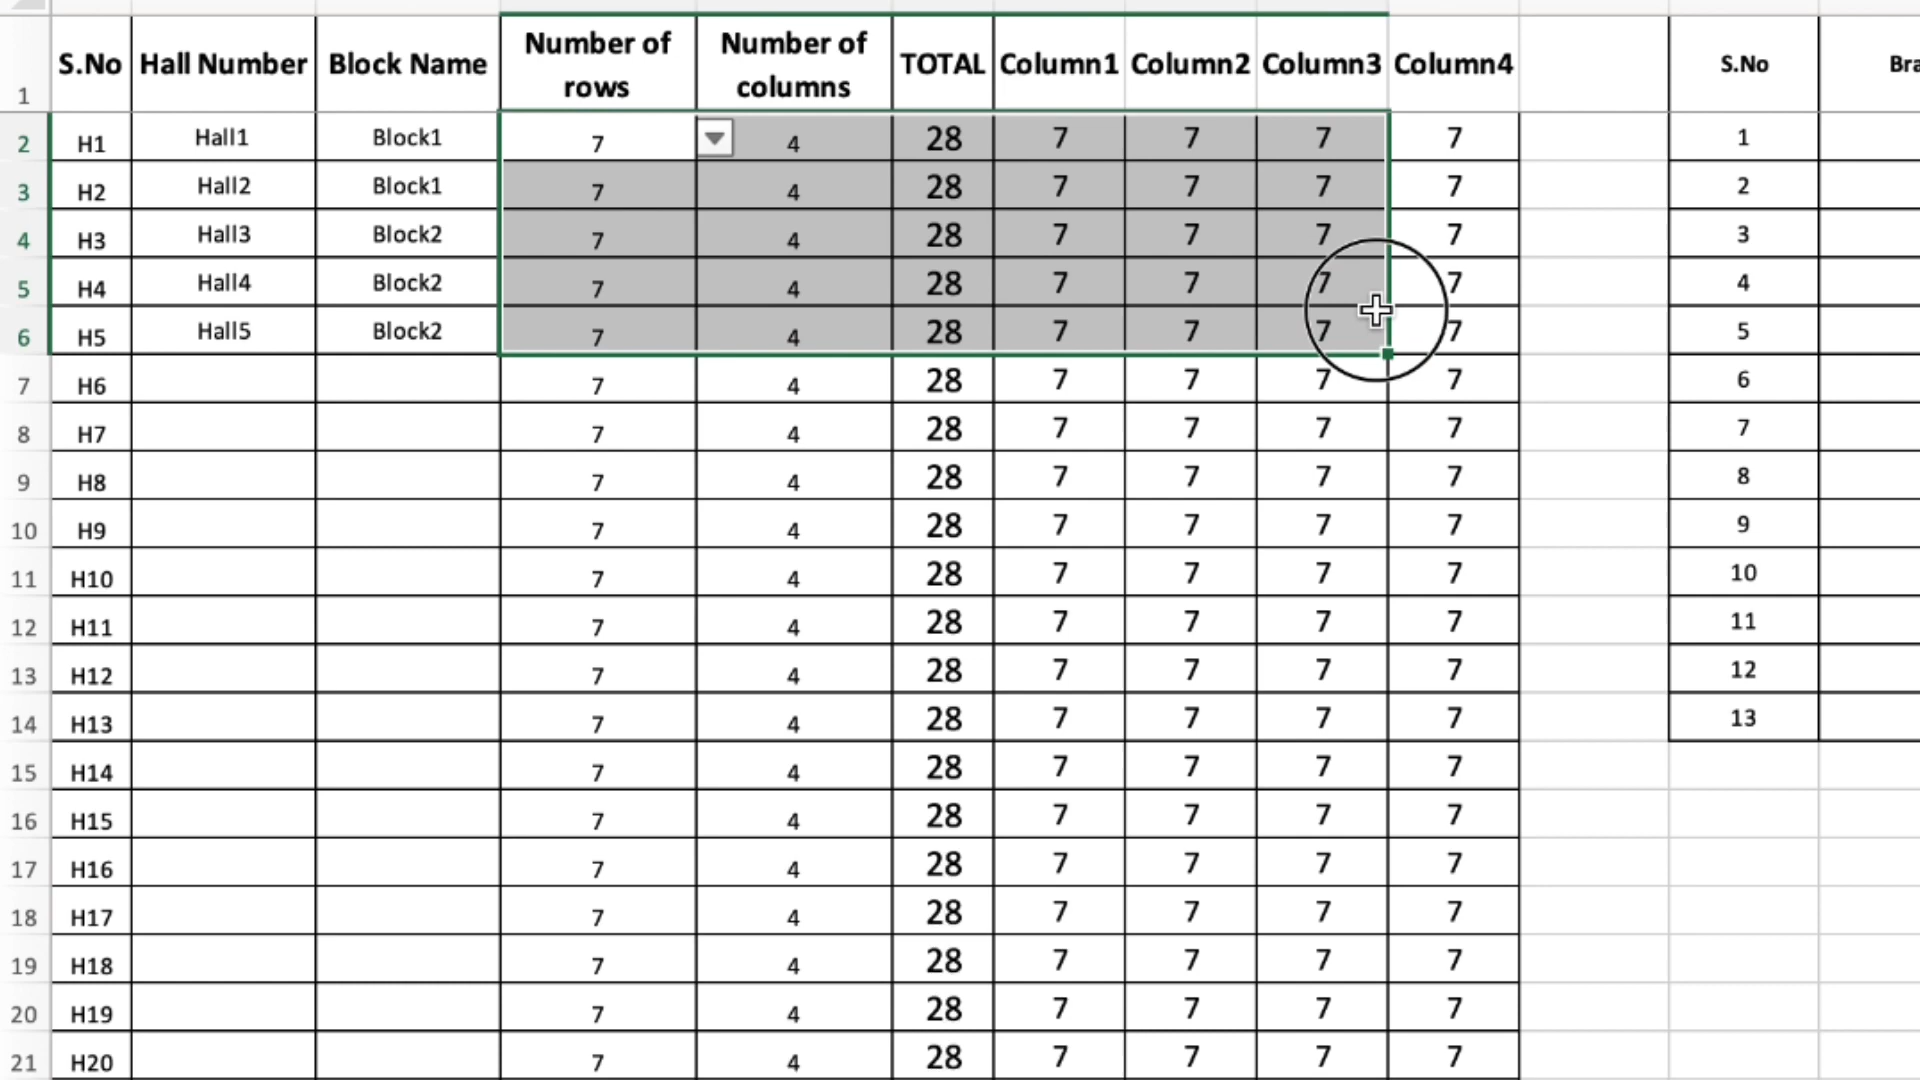 S.No Hall Number Block Name Number of rows Number of columns TOTAL Column1 Column2 Column3 Column4 S.No
1
2 H1 Hall1 Block1 7 4 28 7 7 7 7 1
3 H2 Hall2 Block1 7 4 28 7 7 7 7 2
4 H3 Hall3 Block2 7 4 28 7 7 7 7 3
5 H4 Hall4 Block2 7 4 28 7 7 7 7 4
6 H5 Hall5 Block2 7 4 28 7 7 7 7 5
7 H6 7 4 28 7 7 7 7 6
8 H7 7 4 28 7 7 7 7 7
9 H8 7 4 28 7 7 7 7 8
10 H9 7 4 28 7 7 7 7 9
11 H10 7 4 28 7 7 7 7 10
12 H11 7 4 28 7 7 7 7 11
13 H12 7 4 28 7 7 7 7 12
14 H13 7 4 28 7 7 7 7 13
15 H14 7 4 28 7 7 7 7
16 H15 7 4 28 7 7 7 7
17 H16 7 4 28 7 7 7 7
18 H17 7 4 28 7 7 7 7
19 H18 7 4 28 7 7 7 7
20 H19 7 4 28 7 7 7 7
21 H20 7 4 28 7 7 7 7